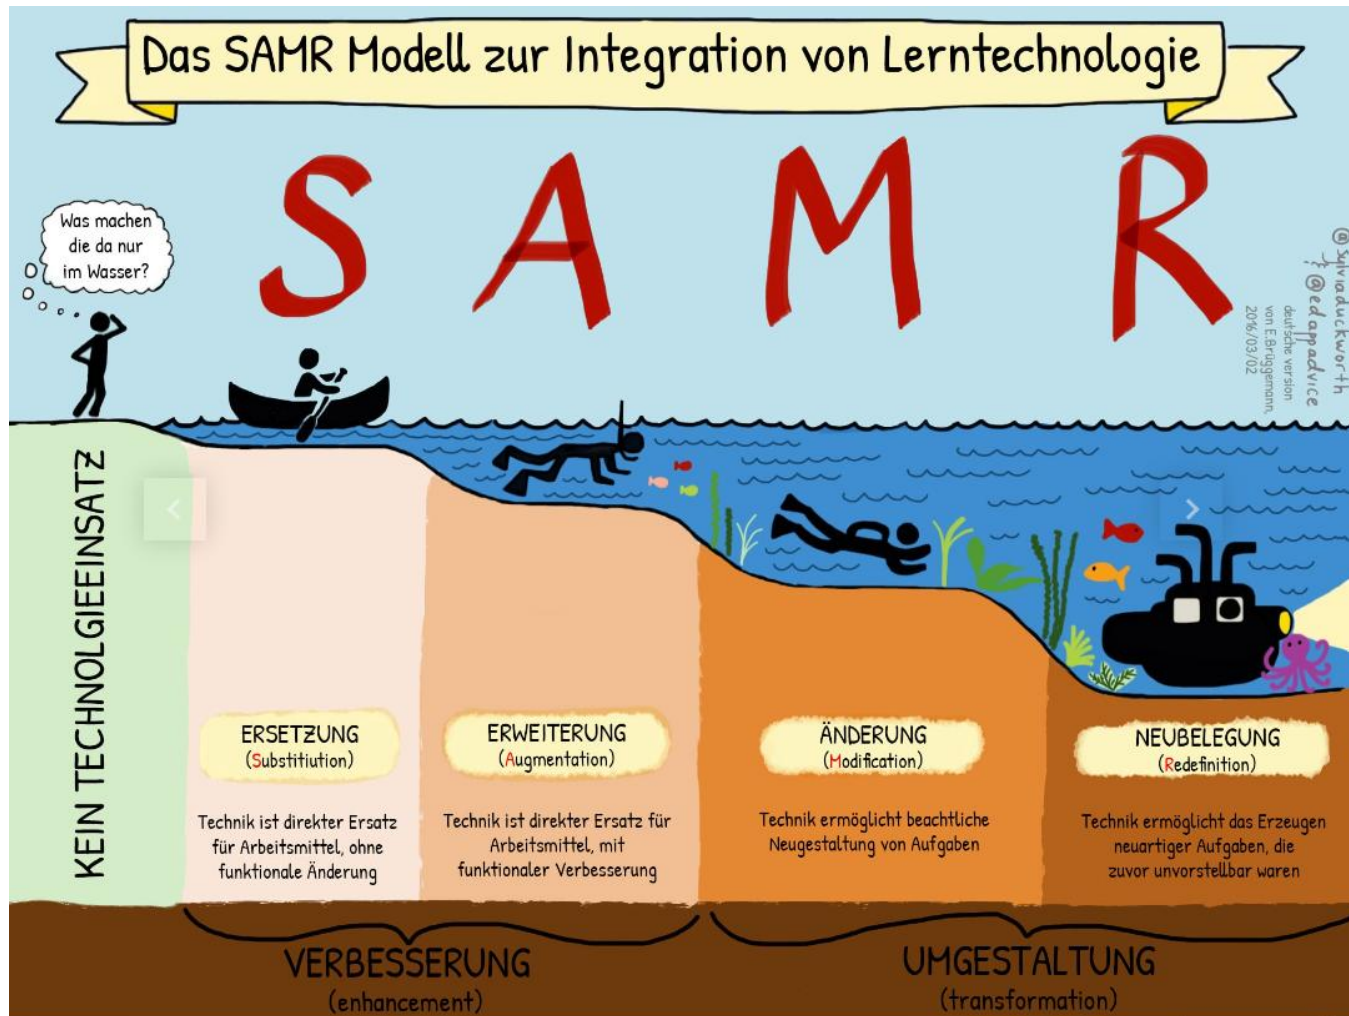 Das SAMR Modell zur Integration von Lerntechnologie
S A M R
Was machen
die da nur
im Wasser?
@sylviaduckworth
& @edappadvice
deutsche version
von E.Brüggemann,
2016/03/02
KEIN TECHNOLGIEEINSATZ
ERSETZUNG
(Substitiution)
Technik ist direkter Ersatz
für Arbeitsmittel, ohne
funktionale Änderung
ERWEITERUNG
(Augmentation)
Technik ist direkter Ersatz für
Arbeitsmittel, mit
funktionaler Verbesserung
ÄNDERUNG
(Modification)
Technik ermöglicht beachtliche
Neugestaltung von Aufgaben
NEUBELEGUNG
(Redefinition)
Technik ermöglicht das Erzeugen
neuartiger Aufgaben, die
zuvor unvorstellbar waren
VERBESSERUNG
(enhancement)
UMGESTALTUNG
(transformation)